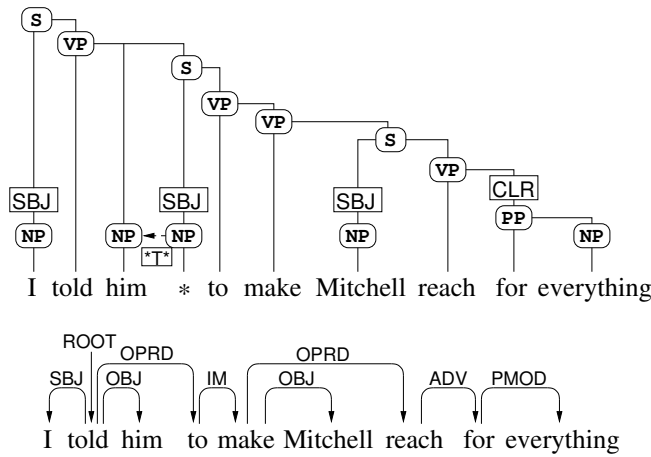 S
VP
S
VP
VP
S
VP
SBJ SBJ SBJ CLR
PP
NP NP NP NP NP
*T*
I told him * to make Mitchell reach for everything
ROOT
OPRD OPRD
SBJ OBJ IM OBJ ADV PMOD
I told him to make Mitchell reach for everything